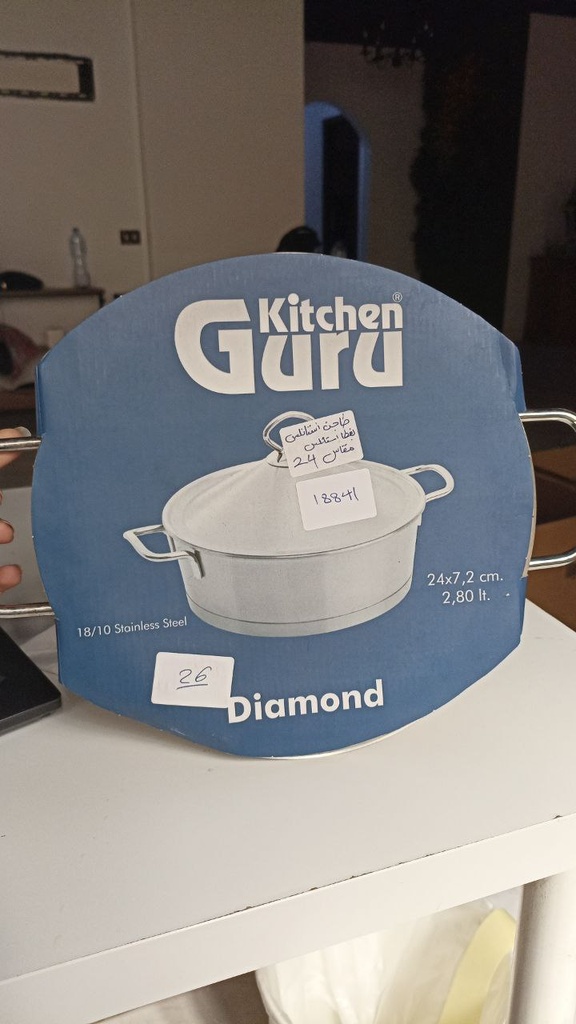 Kitchen®
Guru
طاجن استانلس
بغطا استانلس
مقاس 24
18841
24x7,2 cm.
2,80 lt.
18/10 Stainless Steel
26
Diamond